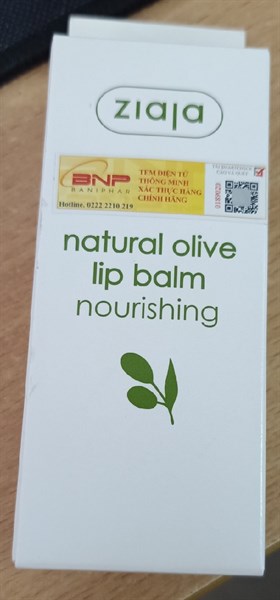 ziaja
BNP
BANIPHAR
Hotline. 0222 2210 219
TEM ĐIỆN TỬ
THÔNG MINH
XÁC THỰC HÀNG
CHÍNH HÃNG
natural olive
lip balm
nourishing